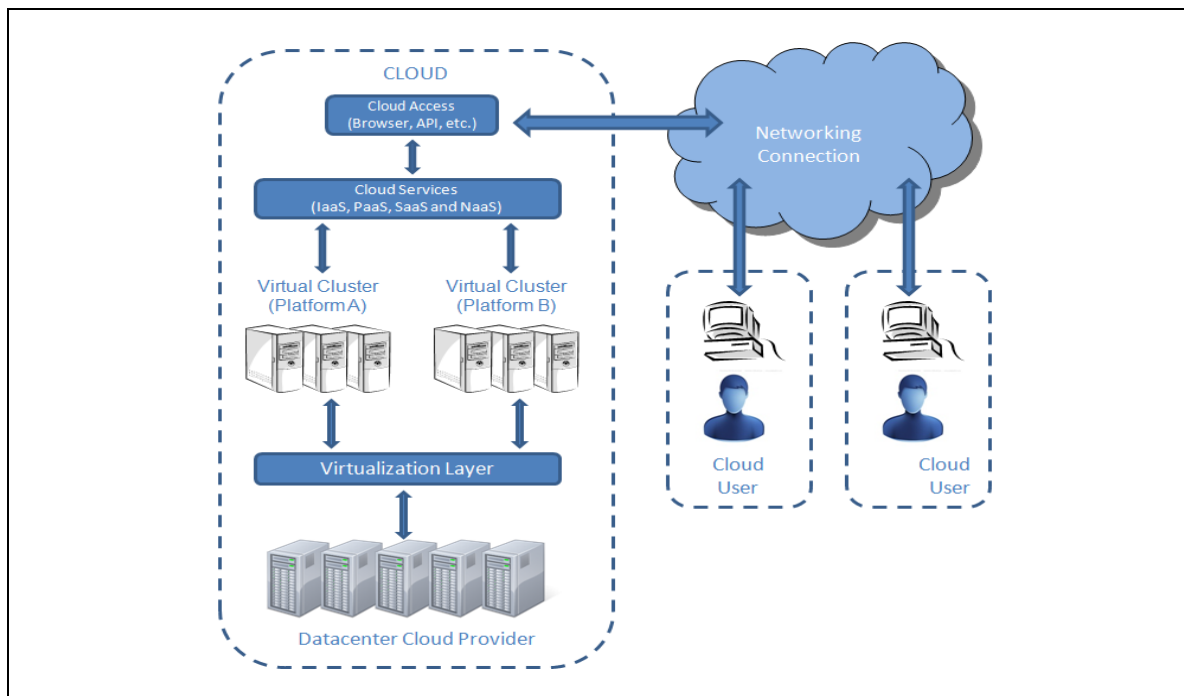 CLOUD
Cloud Access
(Browser, API, etc.)
Networking
Connection
Cloud Services
(IaaS, PaaS, SaaS and NaaS)
Virtual Cluster
(Platform A)
Virtual Cluster
(Platform B)
Virtualization Layer
Datacenter Cloud Provider
Cloud
User
Cloud
User